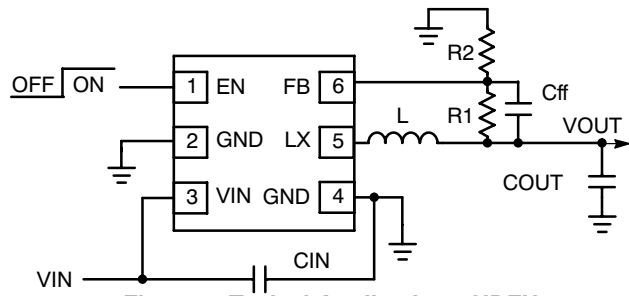 R2
OFF ON
1 EN FB 6
Cff
R1
L
VOUT
2 GND LX 5
COUT
3 VIN GND 4
CIN
VIN